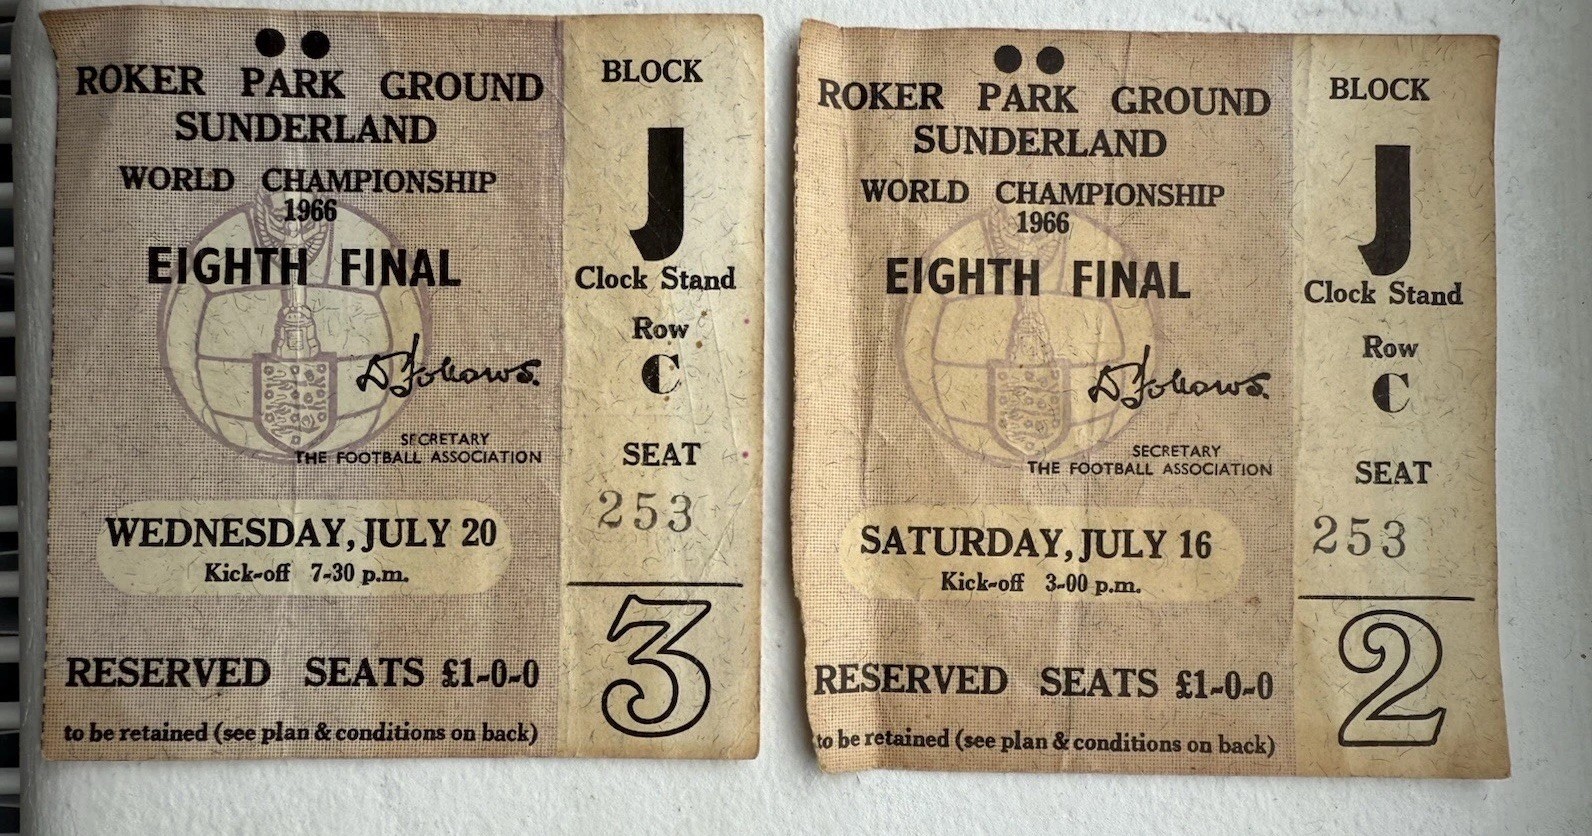 ROKER PARK GROUND
SUNDERLAND
WORLD CHAMPIONSHIP
1966
EIGHTH FINAL
D Follows.
SECRETARY
THE FOOTBALL ASSOCIATION
WEDNESDAY, JULY 20
Kick-off 7-30 p.m.
RESERVED SEATS £1-0-0
to be retained (see plan & conditions on back)
BLOCK
J
Clock Stand
Row
C
SEAT
253
3
ROKER PARK GROUND
SUNDERLAND
WORLD CHAMPIONSHIP
1966
EIGHTH FINAL
D Follows.
SECRETARY
THE FOOTBALL ASSOCIATION
SATURDAY, JULY 16
Kick-off 3-00 p.m.
RESERVED SEATS £1-0-0
to be retained (see plan & conditions on back)
BLOCK
J
Clock Stand
Row
C
SEAT
253
2